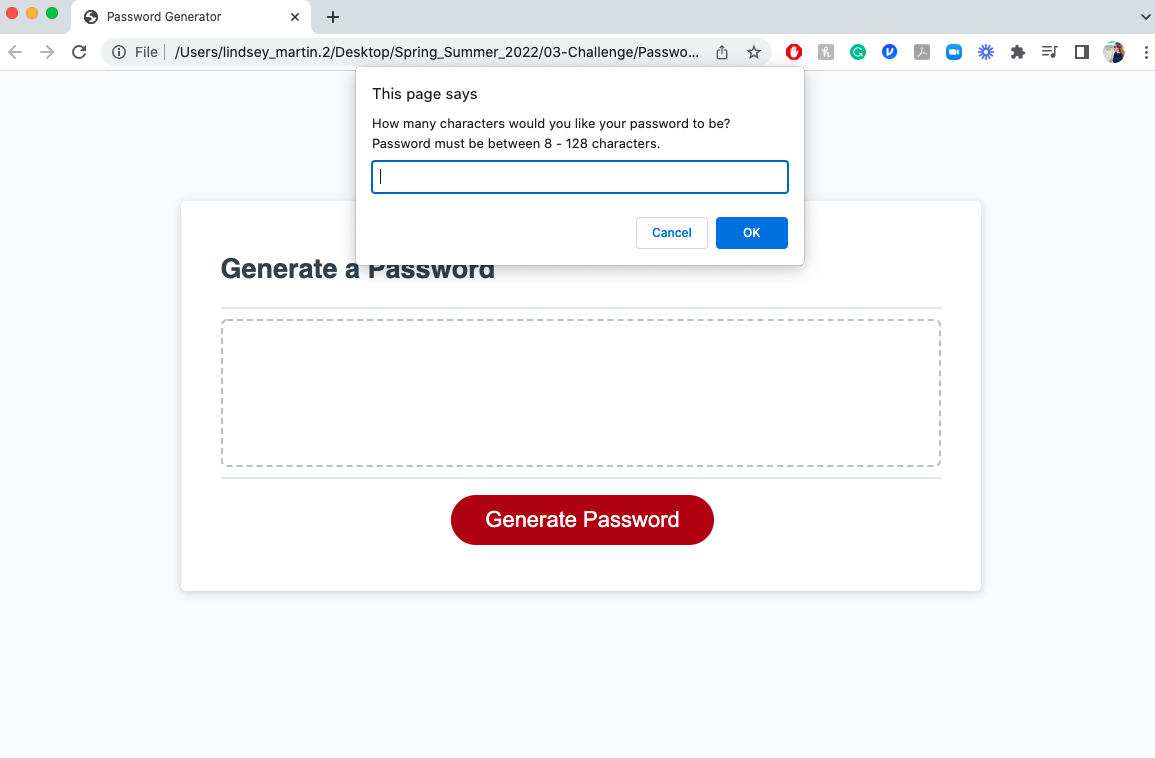 Password Generator
File
/Users/lindsey_martin.2/Desktop/Spring_Summer_2022/03-Challenge/Passwo...
This page says
How many characters would you like your password to be?
Password must be between 8 - 128 characters.
Cancel
OK
Generate a Password
Generate Password